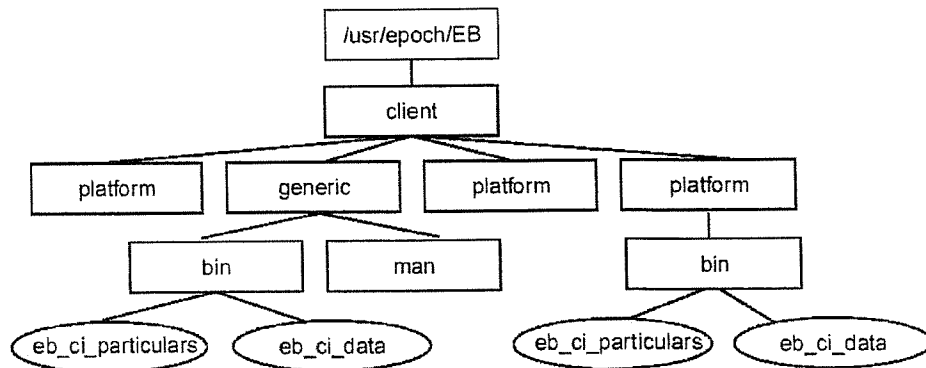 /usr/epoch/EB
client
platform
generic
platform
platform
bin
man
bin
eb_ci_particulars
eb_ci_data
eb_ci_particulars
eb_ci_data